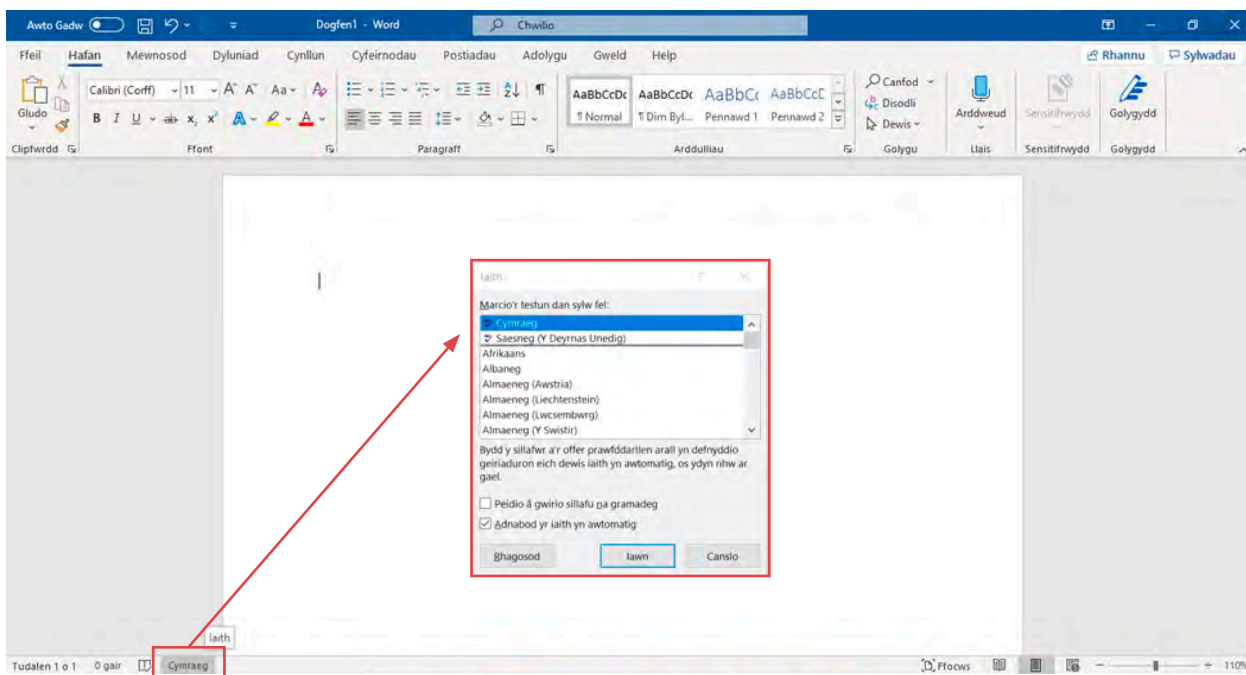 Awto Gadw Dogfen1 - Word Chwilio
Ffeil Hafan Mewnosod Dyluniad Cynllun Cyfeirnodau Postiadau Adolygu Gweld Help Rhannu Sylwadau
Gludo
Calibri (Corff) 11 A A Aa A
B I U ab x, x² A A
¶
AaBbCcDc AaBbCcDc AaBbCc AaBbCcC
¶ Normal ¶ Dim Byl... Pennawd 1 Pennawd 2
Canfod
Disodli
Dewis
Arddweud Sensitifrwydd Golygydd
Clipfwrdd Ffont Paragraff Arddulliau Golygu Llais Sensitifrwydd Golygydd
Iaith ? ×
Marcio'r testun dan sylw fel:
Cymraeg
Saesneg (Y Deyrnas Unedig)
Afrikaans
Albaneg
Almaeneg (Awstria)
Almaeneg (Liechtenstein)
Almaeneg (Lwcsembwrg)
Almaeneg (Y Swistir)
Bydd y sillafwr a'r offer prawfddarllen arall yn defnyddio
geiriaduron eich dewis iaith yn awtomatig, os ydyn nhw ar
gael.
Peidio â gwirio sillafu na gramadeg
Adnabod yr iaith yn awtomatig
Rhagosod Iawn Canslo
Iaith
Tudalen 1 o 1 0 gair Cymraeg Ffocws 110%